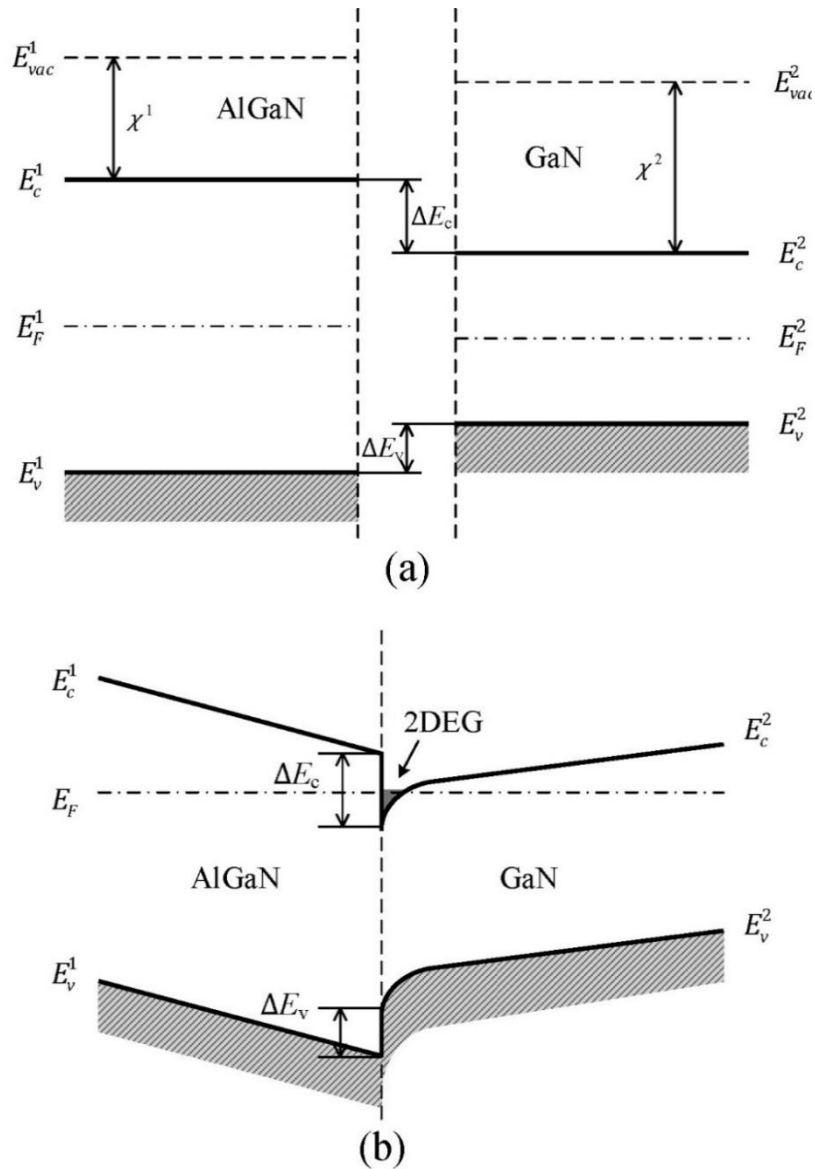 E¹vac
χ¹
AlGaN
E²vac
GaN
χ²
E¹c
ΔEc
E²c
E¹F
E²F
E²v
ΔEv
E¹v
(a)
E¹c
2DEG
E²c
ΔEc
EF
AlGaN
GaN
E²v
E¹v
ΔEv
(b)